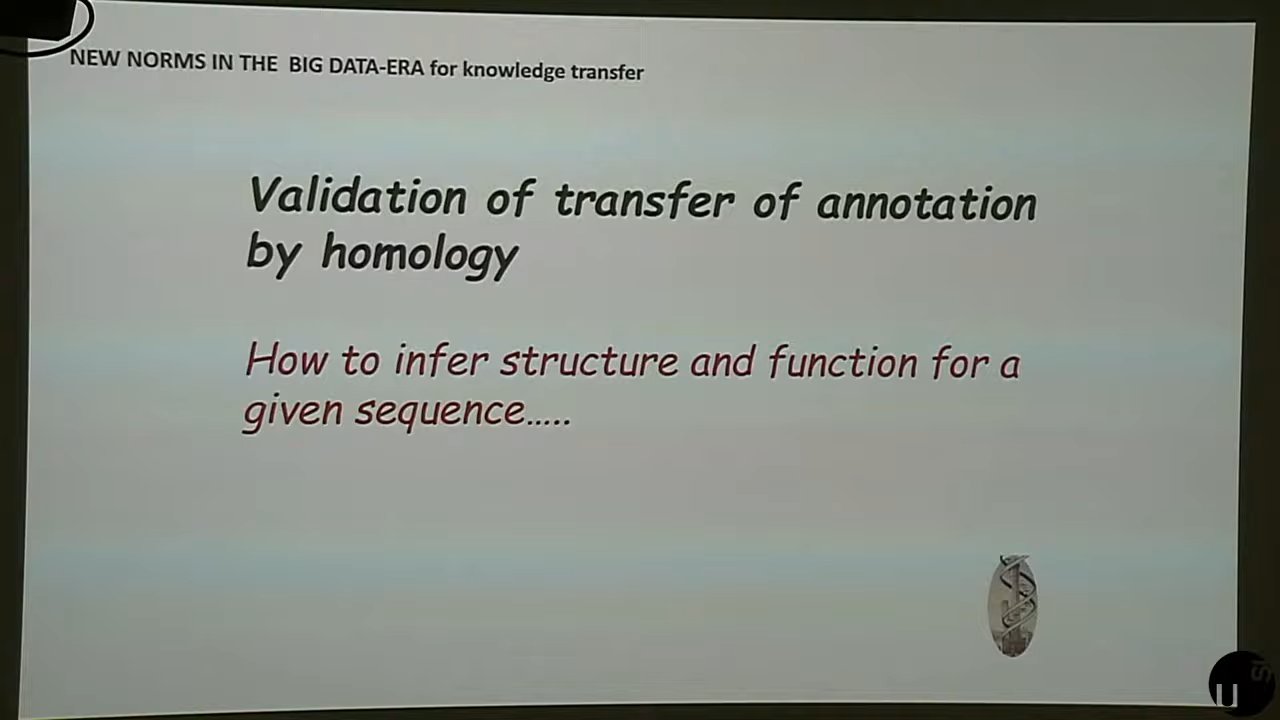 NEW NORMS IN THE BIG DATA-ERA for knowledge transfer
Validation of transfer of annotation
by homology
How to infer structure and function for a
given sequence.....
U